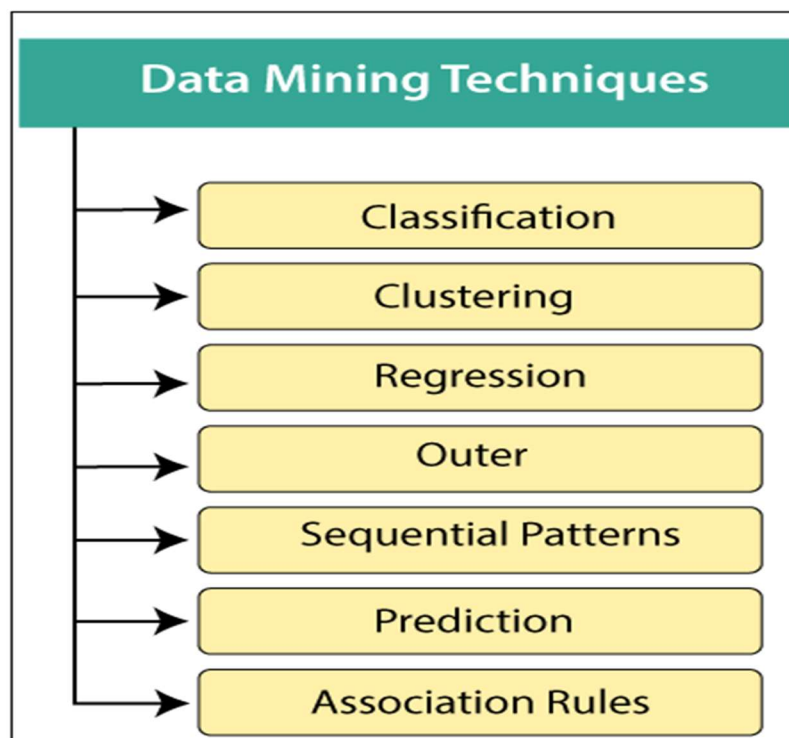 Data Mining Techniques
Classification
Clustering
Regression
Outer
Sequential Patterns
Prediction
Association Rules